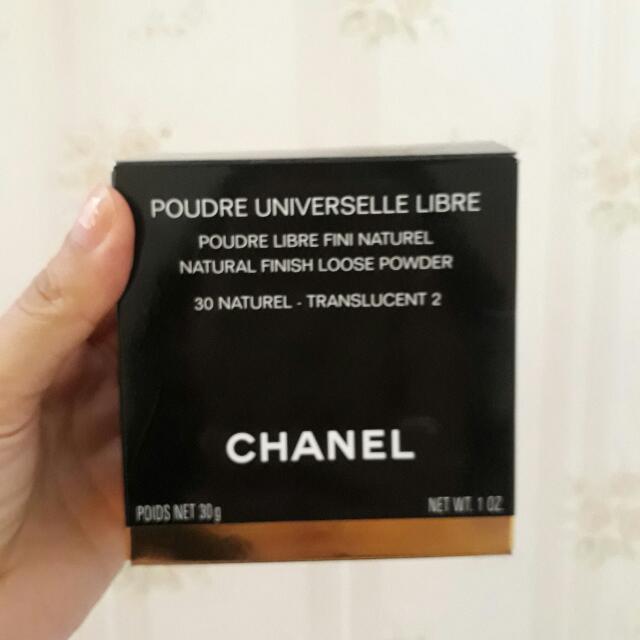 POUDRE UNIVERSELLE LIBRE
POUDRE LIBRE FINI NATUREL
NATURAL FINISH LOOSE POWDER
30 NATUREL - TRANSLUCENT 2
CHANEL
POIDS NET 30g NET WT. 1 OZ.